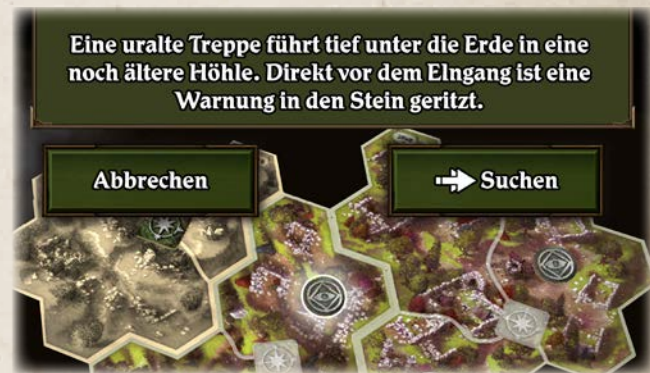 Eine uralte Treppe führt tief unter die Erde in eine
noch ältere Höhle. Direkt vor dem EIngang ist eine
Warnung in den Stein geritzt.
Abbrechen
Suchen